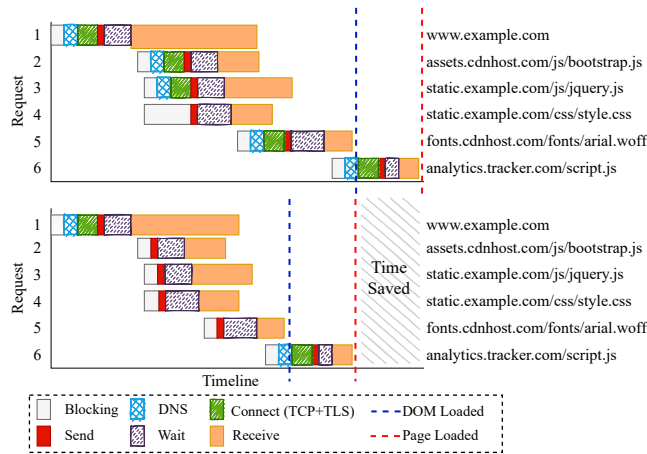 1 www.example.com
2 assets.cdnhost.com/js/bootstrap.js
3 static.example.com/js/jquery.js
4 static.example.com/css/style.css
5 fonts.cdnhost.com/fonts/arial.woff
6 analytics.tracker.com/script.js
Request
1 www.example.com
2 assets.cdnhost.com/js/bootstrap.js
3 static.example.com/js/jquery.js
4 static.example.com/css/style.css
5 fonts.cdnhost.com/fonts/arial.woff
6 analytics.tracker.com/script.js
Request
Time
Saved
Timeline
Blocking DNS Connect (TCP+TLS) DOM Loaded
Send Wait Receive Page Loaded